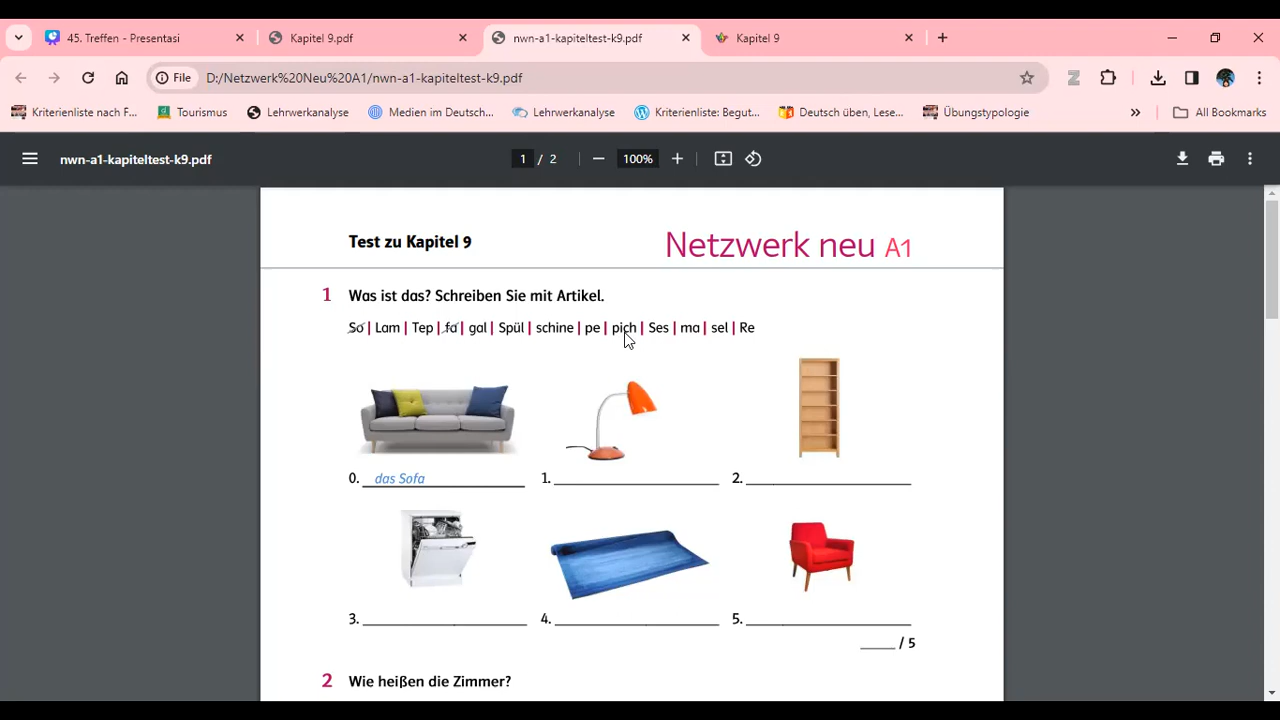 45. Treffen - Presentasi
Kapitel 9.pdf
nwn-a1-kapiteltest-k9.pdf
Kapitel 9
File
D:/Netzwerk%20Neu%20A1/nwn-a1-kapiteltest-k9.pdf
Kriterienliste nach F...
Tourismus
Lehrwerkanalyse
Medien im Deutsch...
Lehrwerkanalyse
Kriterienliste: Begut...
Deutsch üben, Lese...
Übungstypologie
All Bookmarks
nwn-a1-kapiteltest-k9.pdf
1 / 2
100%
Test zu Kapitel 9
Netzwerk neu A1
1 Was ist das? Schreiben Sie mit Artikel.
So | Lam | Tep | fa | gal | Spül | schine | pe | pich | Ses | ma | sel | Re
0. das Sofa
1.
2.
3.
4.
5.
/ 5
2 Wie heißen die Zimmer?